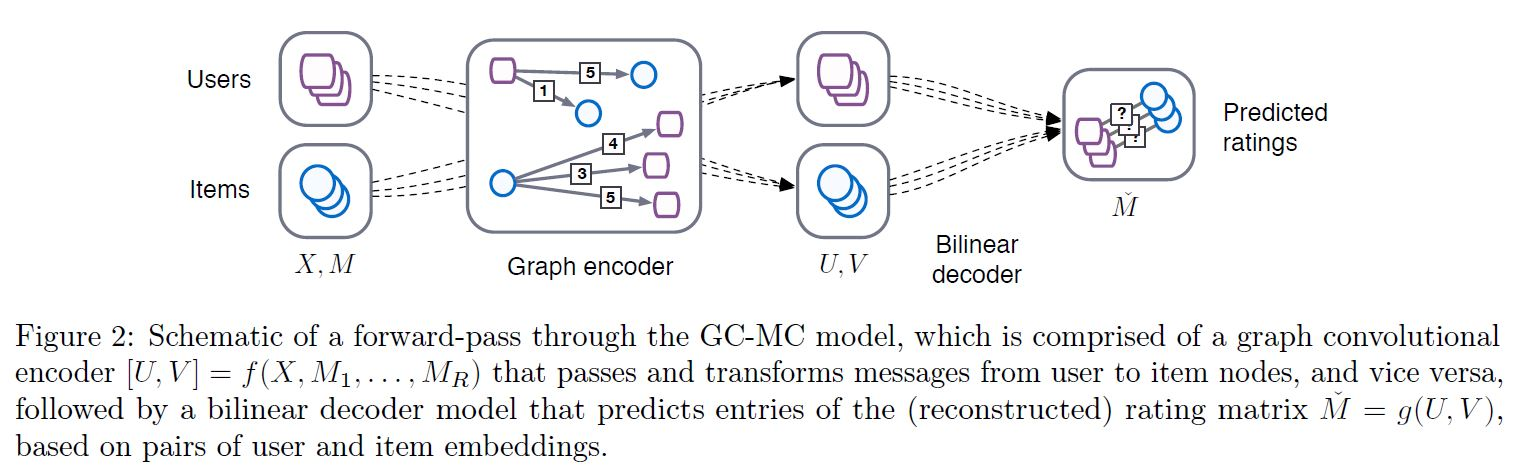 Users
Items
X, M
5
1
4
3
5
Graph encoder
U, V
Bilinear
decoder
?
?
?
Predicted
ratings
M̌
Figure 2: Schematic of a forward-pass through the GC-MC model, which is comprised of a graph convolutional
encoder [U, V] = f(X, M₁, . . . , M_R) that passes and transforms messages from user to item nodes, and vice versa,
followed by a bilinear decoder model that predicts entries of the (reconstructed) rating matrix M̌ = g(U, V),
based on pairs of user and item embeddings.